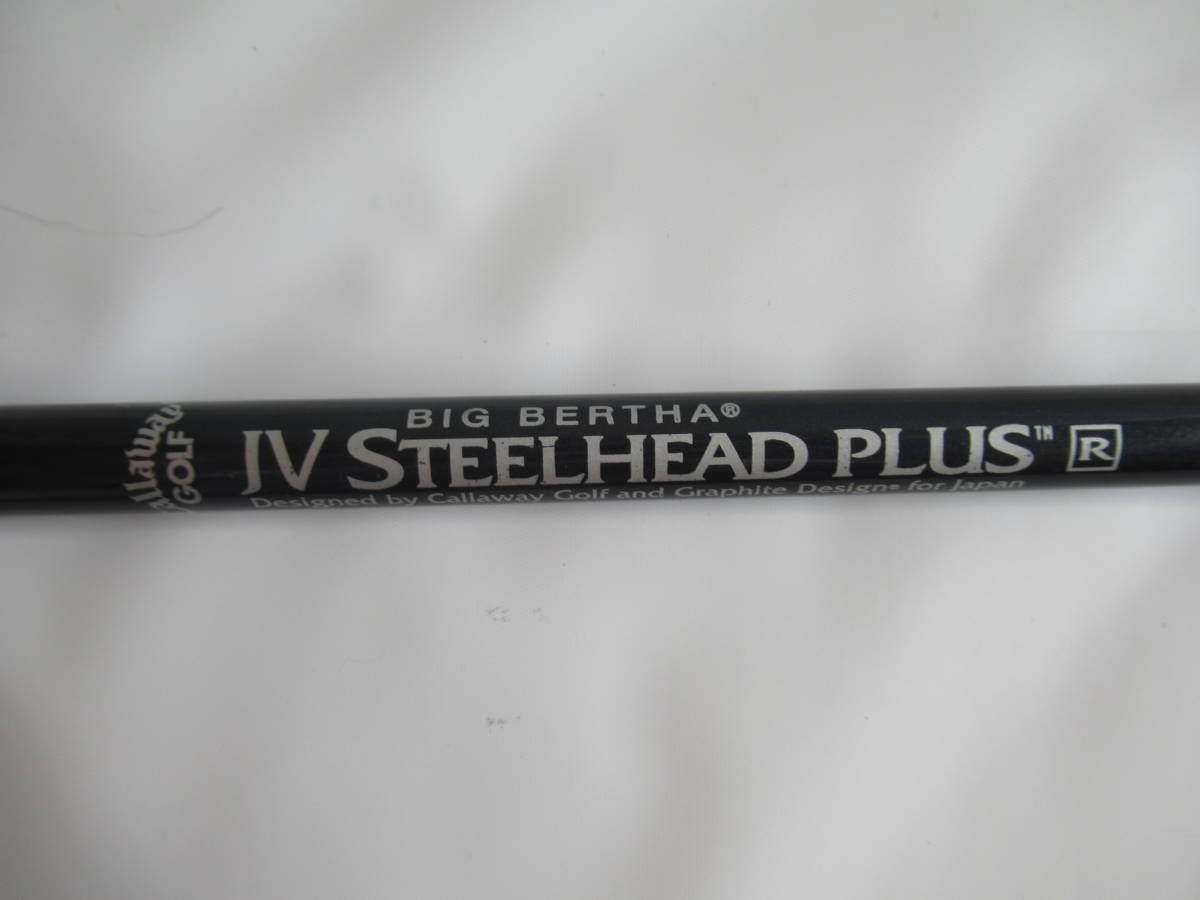 Callaway
GOLF
BIG BERTHA®
JV STEELHEAD PLUS™ R
Designed by Callaway Golf and Graphite Design® for Japan